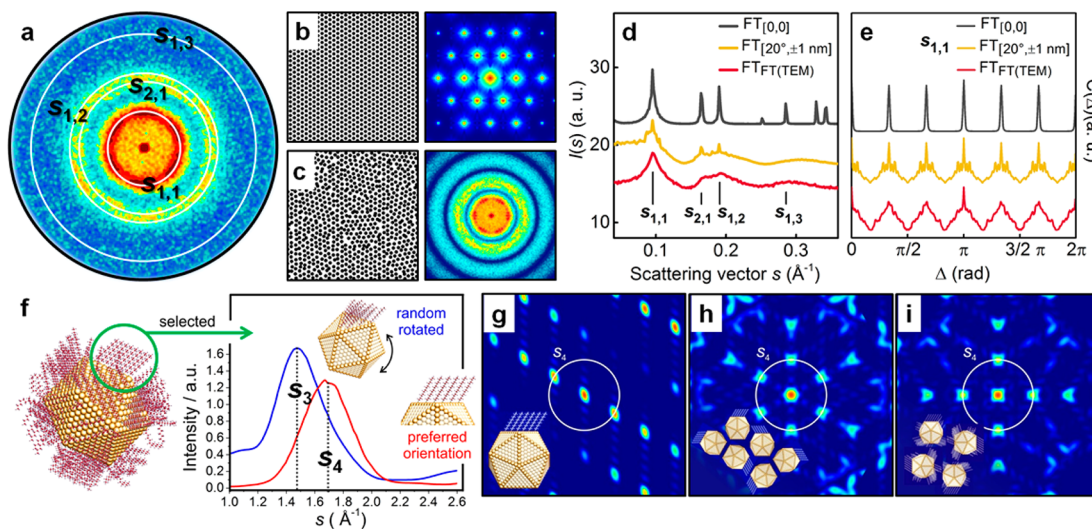 a
s1,3
s2,1
s1,2
s1,1
b
c
d
FT[0,0]
FT[20°,±1 nm]
FTFT(TEM)
I(s) (a. u.)
30
20
10
s1,1
s2,1
s1,2
s1,3
0.1
0.2
0.3
Scattering vector s (Å-1)
e
FT[0,0]
s1,1
FT[20°,±1 nm]
FTFT(TEM)
0
π/2
π
3/2 π
2π
Δ (rad)
f
selected
random
rotated
s3
s4
preferred
orientation
Intensity / a.u.
1.6
1.4
1.2
1.0
0.8
0.6
0.4
0.2
0.0
1.0
1.2
1.4
1.6
1.8
2.0
2.2
2.4
2.6
s ( Å-1)
g
s4
h
s4
i
s4